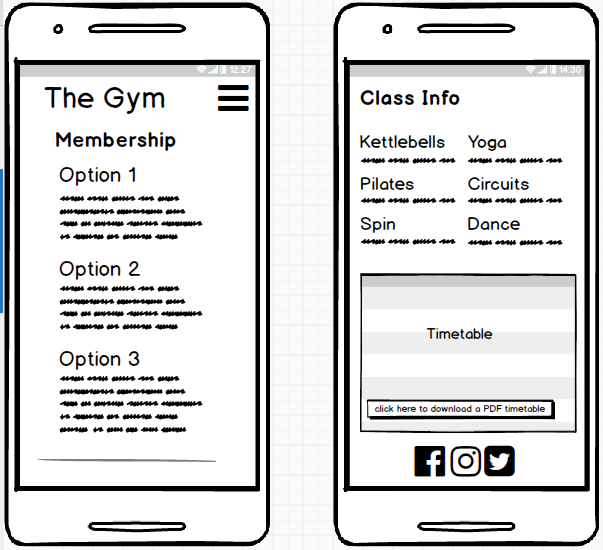 12:27
The Gym
Membership
Option 1
Option 2
Option 3
14:30
Class Info
Kettlebells Yoga
Pilates Circuits
Spin Dance
Timetable
click here to download a PDF timetable